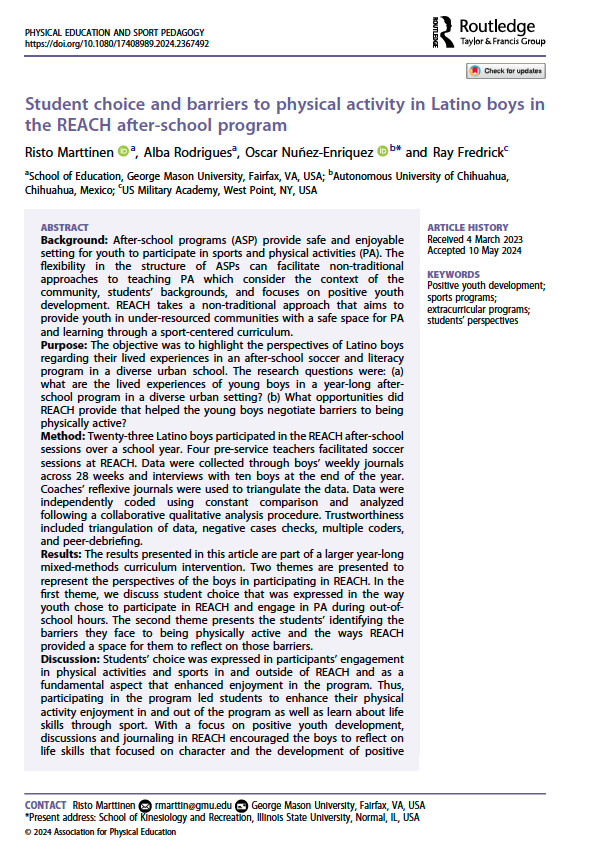 PHYSICAL EDUCATION AND SPORT PEDAGOGY
https://doi.org/10.1080/17408989.2024.2367492
ROUTLEDGE
Routledge
Taylor & Francis Group
Check for updates
Student choice and barriers to physical activity in Latino boys in
the REACH after-school program
Risto Marttinen iD a, Alba Rodriguesa, Oscar Nuñez-Enriquez iD b* and Ray Fredrickc
aSchool of Education, George Mason University, Fairfax, VA, USA; bAutonomous University of Chihuahua,
Chihuahua, Mexico; cUS Military Academy, West Point, NY, USA
ABSTRACT
Background: After-school programs (ASP) provide safe and enjoyable
setting for youth to participate in sports and physical activities (PA). The
flexibility in the structure of ASPs can facilitate non-traditional
approaches to teaching PA which consider the context of the
community, students' backgrounds, and focuses on positive youth
development. REACH takes a non-traditional approach that aims to
provide youth in under-resourced communities with a safe space for PA
and learning through a sport-centered curriculum.
Purpose: The objective was to highlight the perspectives of Latino boys
regarding their lived experiences in an after-school soccer and literacy
program in a diverse urban school. The research questions were: (a)
what are the lived experiences of young boys in a year-long after-
school program in a diverse urban setting? (b) What opportunities did
REACH provide that helped the young boys negotiate barriers to being
physically active?
Method: Twenty-three Latino boys participated in the REACH after-school
sessions over a school year. Four pre-service teachers facilitated soccer
sessions at REACH. Data were collected through boys' weekly journals
across 28 weeks and interviews with ten boys at the end of the year.
Coaches' reflexive journals were used to triangulate the data. Data were
independently coded using constant comparison and analyzed
following a collaborative qualitative analysis procedure. Trustworthiness
included triangulation of data, negative cases checks, multiple coders,
and peer-debriefing.
Results: The results presented in this article are part of a larger year-long
mixed-methods curriculum intervention. Two themes are presented to
represent the perspectives of the boys in participating in REACH. In the
first theme, we discuss student choice that was expressed in the way
youth chose to participate in REACH and engage in PA during out-of-
school hours. The second theme presents the students' identifying the
barriers they face to being physically active and the ways REACH
provided a space for them to reflect on those barriers.
Discussion: Students' choice was expressed in participants' engagement
in physical activities and sports in and outside of REACH and as a
fundamental aspect that enhanced enjoyment in the program. Thus,
participating in the program led students to enhance their physical
activity enjoyment in and out of the program as well as learn about life
skills through sport. With a focus on positive youth development,
discussions and journaling in REACH encouraged the boys to reflect on
life skills that focused on character and the development of positive
ARTICLE HISTORY
Received 4 March 2023
Accepted 10 May 2024
KEYWORDS
Positive youth development;
sports programs;
extracurricular programs;
students' perspectives
CONTACT Risto Marttinen rmarttin@gmu.edu George Mason University, Fairfax, VA, USA
*Present address: School of Kinesiology and Recreation, Illinois State University, Normal, IL, USA
© 2024 Association for Physical Education